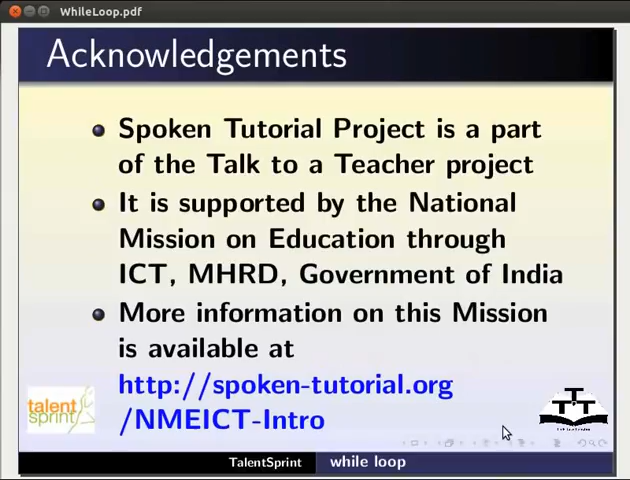 WhileLoop.pdf
Acknowledgements
Spoken Tutorial Project is a part
of the Talk to a Teacher project
It is supported by the National
Mission on Education through
ICT, MHRD, Government of India
More information on this Mission
is available at
http://spoken-tutorial.org
/NMEICT-Intro
talent
sprint
TTT
TalentSprint
while loop